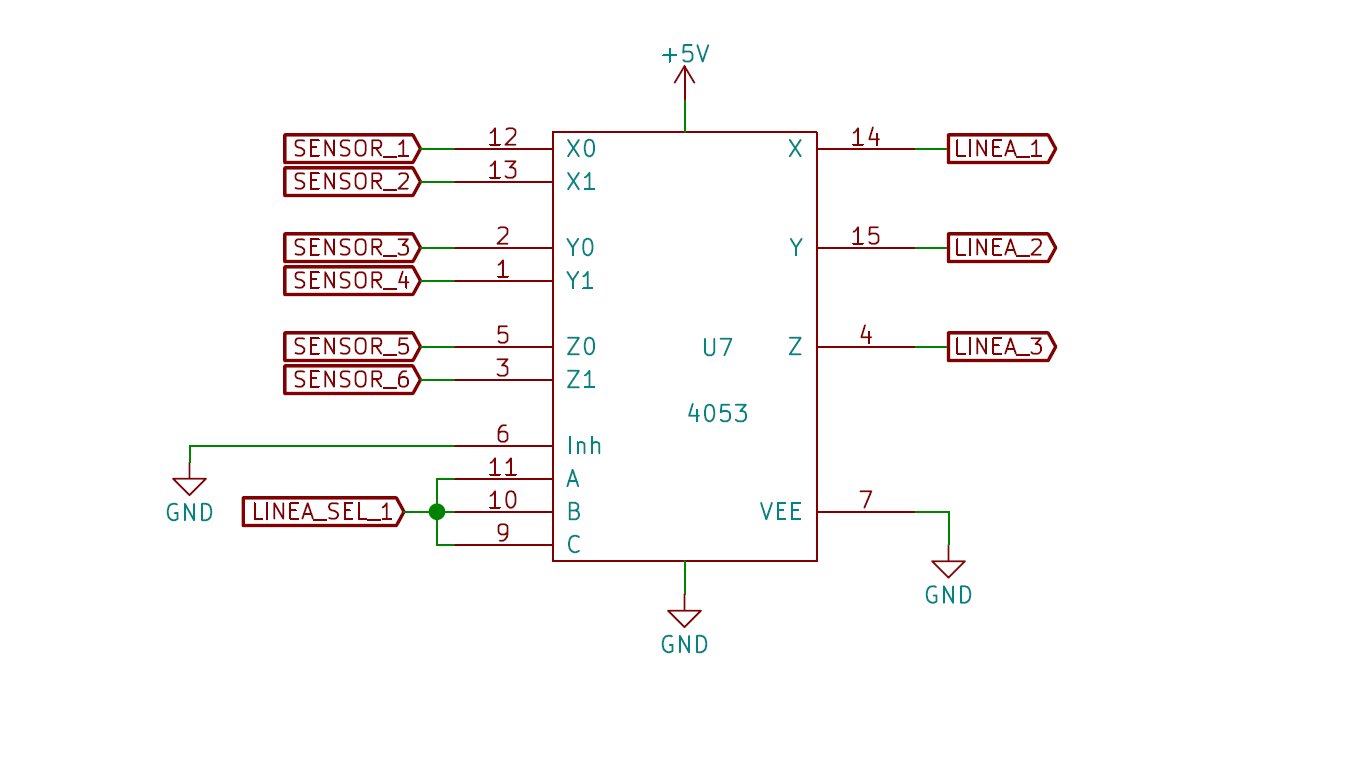 +5V
SENSOR_1 12 X0 X 14 LINEA_1
SENSOR_2 13 X1
SENSOR_3 2 Y0 Y 15 LINEA_2
SENSOR_4 1 Y1
SENSOR_5 5 Z0 U7 Z 4 LINEA_3
SENSOR_6 3 Z1
4053
6 Inh
11 A
GND LINEA_SEL_1 10 B VEE 7
9 C
GND
GND